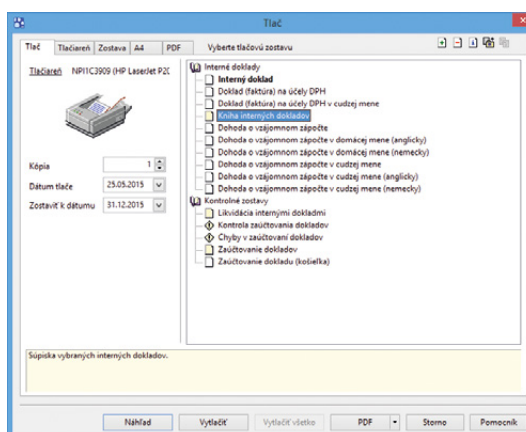 Tlač
Tlač Tlačiareň Zostava A4 PDF Vyberte tlačovú zostavu
Tlačiareň NPI1C3909 (HP LaserJet P2(
Kópia 1
Dátum tlače 25.05.2015
Zostaviť k dátumu 31.12.2015
Interné doklady
Interný doklad
Doklad (faktúra) na účely DPH
Doklad (faktúra) na účely DPH v cudzej mene
Kniha interných dokladov
Dohoda o vzájomnom zápočte
Dohoda o vzájomnom zápočte v domácej mene (anglicky)
Dohoda o vzájomnom zápočte v domácej mene (nemecky)
Dohoda o vzájomnom zápočte v cudzej mene
Dohoda o vzájomnom zápočte v cudzej mene (anglicky)
Dohoda o vzájomnom zápočte v cudzej mene (nemecky)
Kontrolné zostavy
Likvidácia internými dokladmi
Kontrola zaúčtovania dokladov
Chyby v zaúčtovaní dokladov
Zaúčtovanie dokladov
Zaúčtovanie dokladu (košieľka)
Súpiska vybraných interných dokladov.
Náhľad Vytlačiť Vytlačiť všetko PDF Storno Pomocník